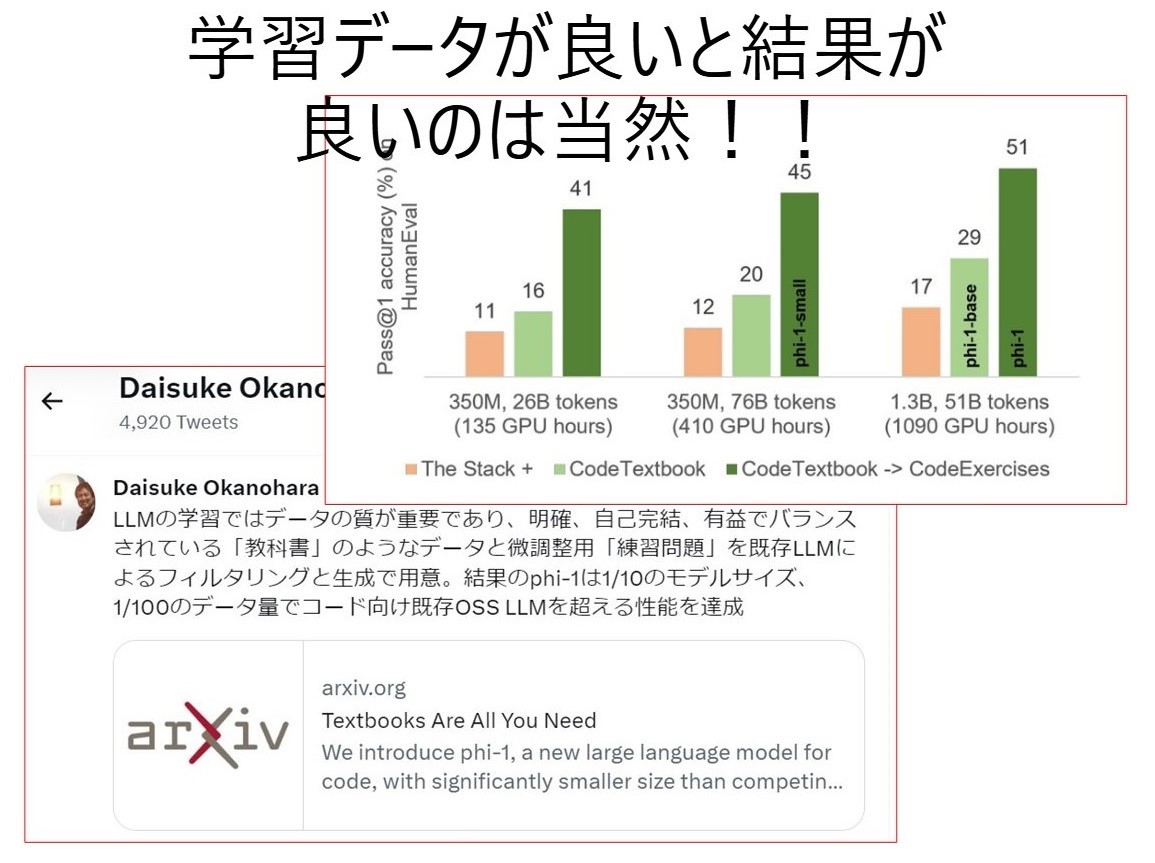 学習データが良いと結果が
良いのは当然！！
Pass@1 accuracy (%) on
HumanEval
11
16
41
12
20
45
17
29
51
phi-1-small
phi-1-base
phi-1
350M, 26B tokens
(135 GPU hours)
350M, 76B tokens
(410 GPU hours)
1.3B, 51B tokens
(1090 GPU hours)
The Stack +
CodeTextbook
CodeTextbook -> CodeExercises
Daisuke Okano
4,920 Tweets
Daisuke Okanohara
LLMの学習ではデータの質が重要であり、明確、自己完結、有益でバランス
されている「教科書」のようなデータと微調整用「練習問題」を既存LLMに
よるフィルタリングと生成で用意。結果のphi-1は1/10のモデルサイズ、
1/100のデータ量でコード向け既存OSS LLMを超える性能を達成
arXiv
arxiv.org
Textbooks Are All You Need
We introduce phi-1, a new large language model for
code, with significantly smaller size than competin...